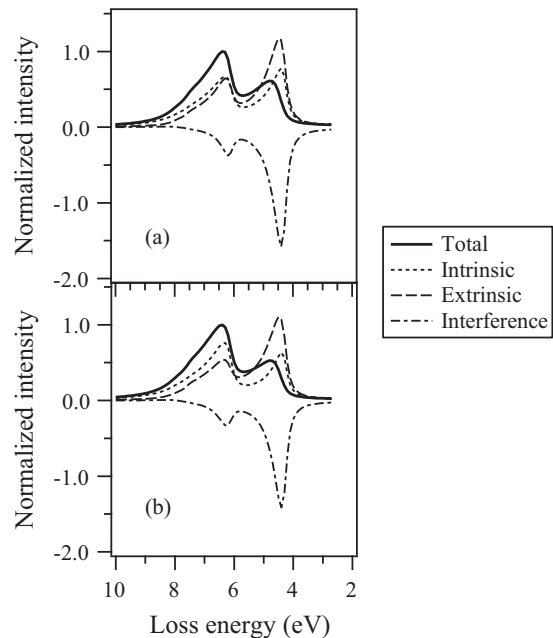 Normalized intensity
1.0
0.0
-1.0
-2.0
(a)
Normalized intensity
1.0
0.0
-1.0
-2.0
(b)
10
8
6
4
2
Loss energy (eV)
Total
Intrinsic
Extrinsic
Interference